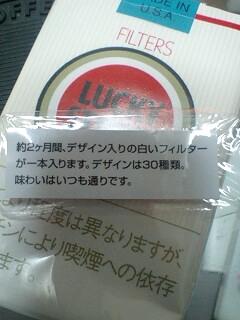 MADE IN
U.S.A
FILTERS
LUCKY
約2ヶ月間、デザイン入りの白いフィルター
が一本入ります。デザインは30種類。
味わいはいつも通りです。
度は異なりますが、
により喫煙への依存
ます。